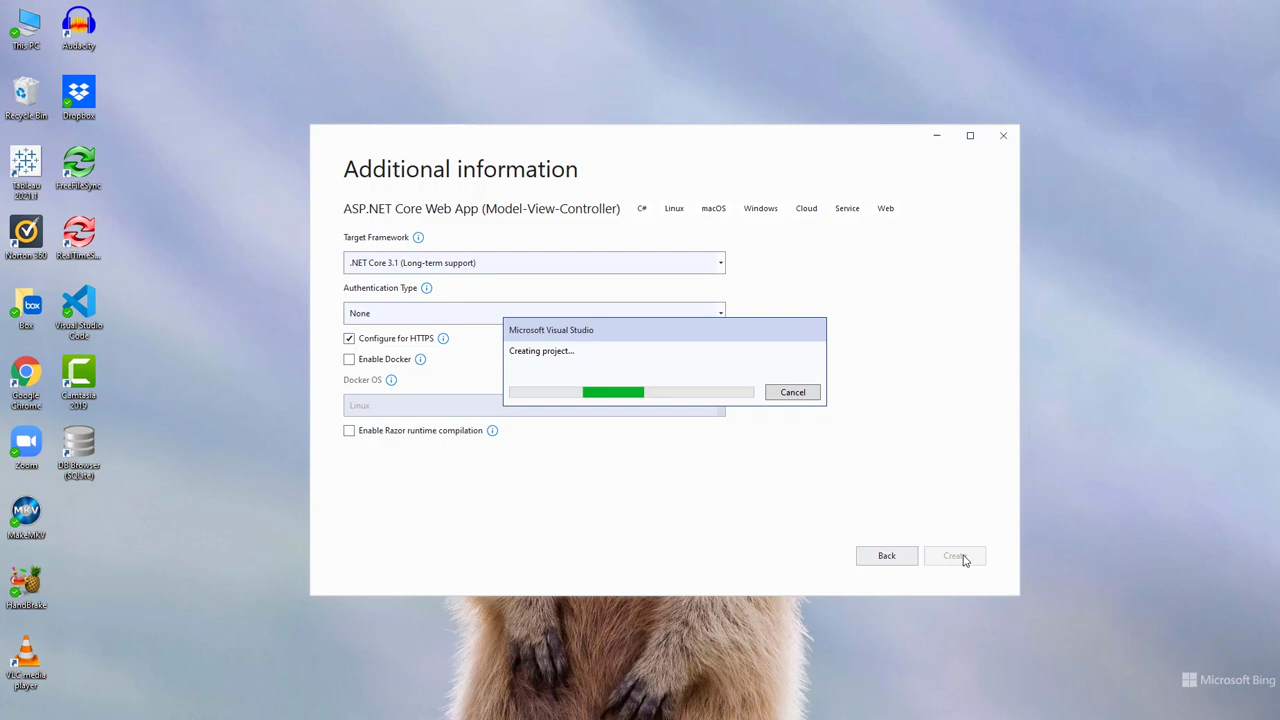 This PC
Audacity
Recycle Bin
Dropbox
Tableau
2021.1
FreeFileSync
Norton 360
RealTimeS...
Box
Visual Studio
Code
Google
Chrome
Camtasia
2019
Zoom
DB Browser
(SQLite)
MakeMKV
HandBrake
VLC media
player
Additional information
ASP.NET Core Web App (Model-View-Controller) C# Linux macOS Windows Cloud Service Web
Target Framework
.NET Core 3.1 (Long-term support)
Authentication Type
None
Configure for HTTPS
Enable Docker
Docker OS
Linux
Enable Razor runtime compilation
Microsoft Visual Studio
Creating project...
Cancel
Back
Create
box
MKV
Microsoft Bing